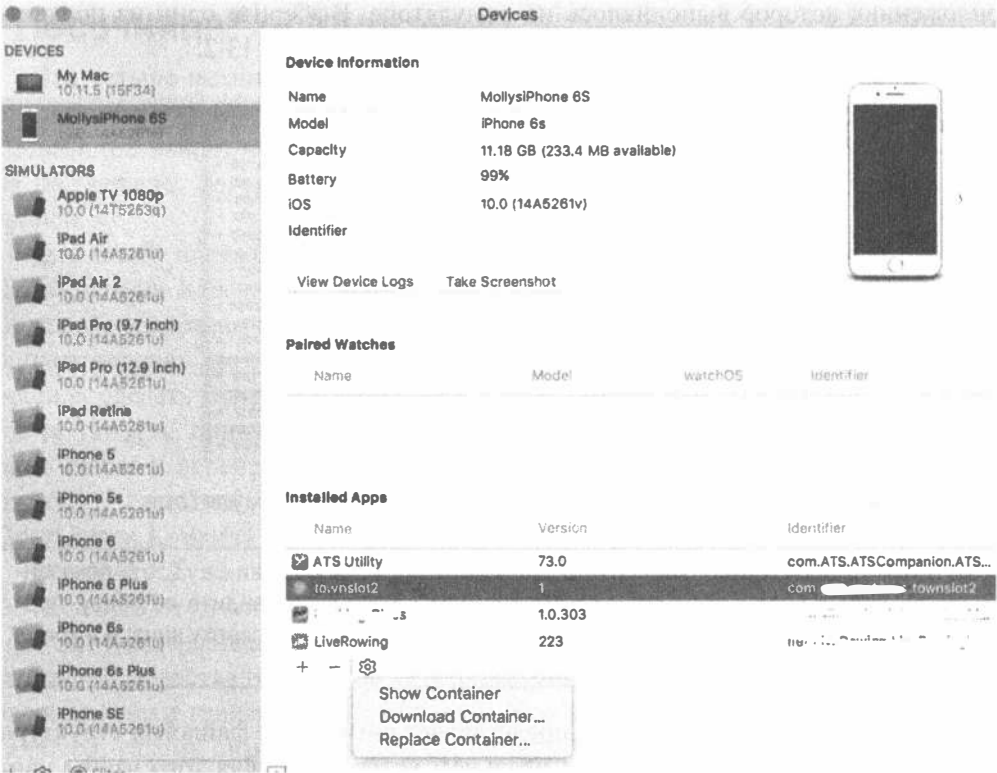 Devices
DEVICES
My Mac
10.11.5 (15F34)
MollysiPhone 6S
SIMULATORS
Apple TV 1080p
10.0 (14T5263q)
iPad Air
10.0 (14A5261u)
iPad Air 2
10.0 (14A5261u)
iPad Pro (9.7 inch)
10.0 (14A5261u)
iPad Pro (12.9 inch)
10.0 (14A5261u)
iPad Retina
10.0 (14A5261u)
iPhone 5
10.0 (14A5261u)
iPhone 5s
10.0 (14A5261u)
iPhone 6
10.0 (14A5261u)
iPhone 6 Plus
10.0 (14A5261u)
iPhone 6s
10.0 (14A5261u)
iPhone 6s Plus
10.0 (14A5261u)
iPhone SE
10.0 (14A5261u)
Filter
Device Information
Name MollysiPhone 6S
Model iPhone 6s
Capacity 11.18 GB (233.4 MB available)
Battery 99%
iOS 10.0 (14A5261v)
Identifier
View Device Logs Take Screenshot
Paired Watches
Name Model watchOS Identifier
Installed Apps
Name Version Identifier
ATS Utility 73.0 com.ATS.ATSCompanion.ATS...
townslot2 1 com townslot2
1.0.303
LiveRowing 223
+ −
Show Container
Download Container...
Replace Container...